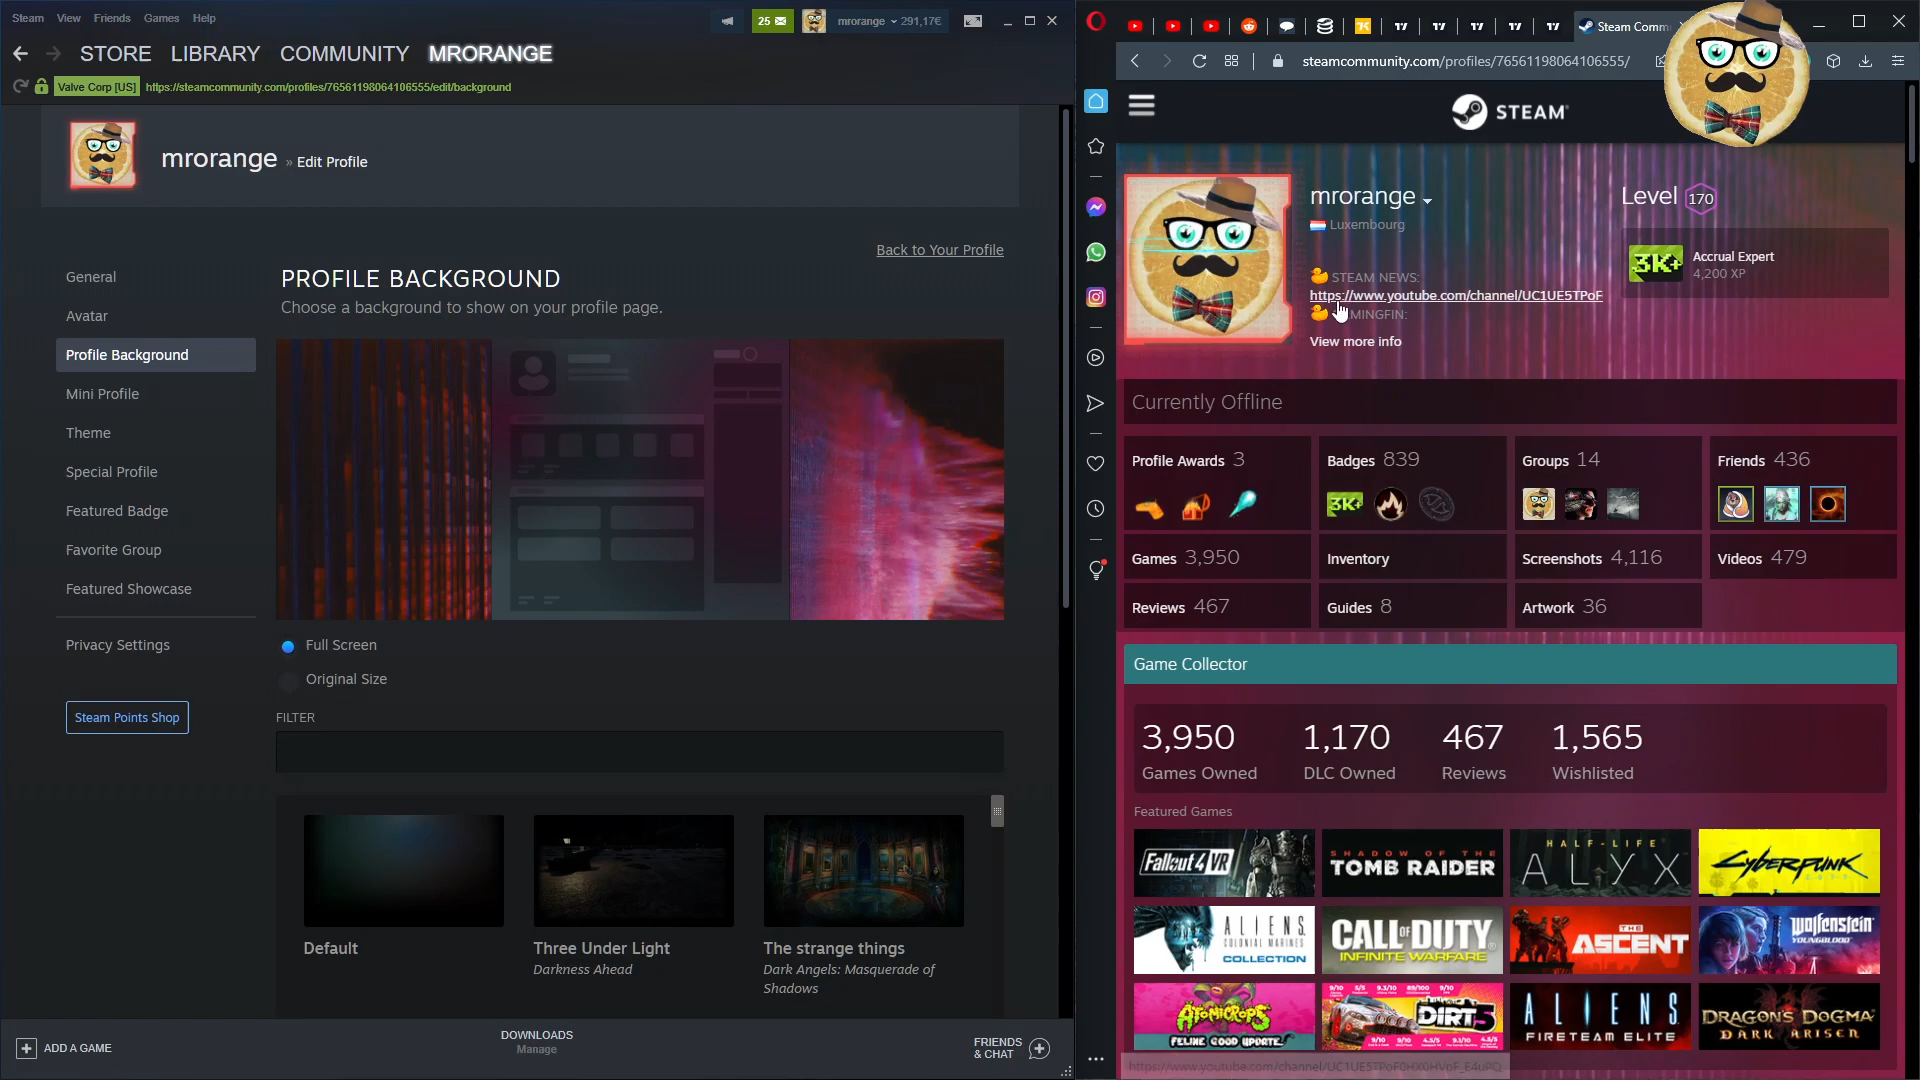 Steam View Friends Games Help
25
mrorange 291,17€
STORE LIBRARY COMMUNITY MRORANGE
Valve Corp [US] https://steamcommunity.com/profiles/76561198064106555/edit/background
mrorange » Edit Profile
Back to Your Profile
General
Avatar
Profile Background
Mini Profile
Theme
Special Profile
Featured Badge
Favorite Group
Featured Showcase
Privacy Settings
Steam Points Shop
PROFILE BACKGROUND
Choose a background to show on your profile page.
Full Screen
Original Size
FILTER
Default
Three Under Light
Darkness Ahead
The strange things
Dark Angels: Masquerade of
Shadows
ADD A GAME
DOWNLOADS
Manage
FRIENDS
& CHAT
Steam Comm
steamcommunity.com/profiles/76561198064106555/
STEAM
mrorange
Luxembourg
STEAM NEWS:
https://www.youtube.com/channel/UC1UE5TPoF
MINGFIN:
View more info
Level 170
3K+
Accrual Expert
4,200 XP
Currently Offline
Profile Awards 3
Badges 839
3K+
Groups 14
Friends 436
Games 3,950
Inventory
Screenshots 4,116
Videos 479
Reviews 467
Guides 8
Artwork 36
Game Collector
3,950 1,170 467 1,565
Games Owned DLC Owned Reviews Wishlisted
Featured Games
Fallout 4 VR
SHADOW OF THE
TOMB RAIDER
HALF-LIFE
ALYX
Cyberpunk
ALIENS
COLONIAL MARINES
COLLECTION
CALL OF DUTY
INFINITE WARFARE
THE
ASCENT
Wolfenstein
YOUNGBLOOD
ATOMICROPS
FELINE GOOD UPDATE
DIRT 5
ALIENS
FIRETEAM ELITE
DRAGON'S DOGMA
DARK ARISEN